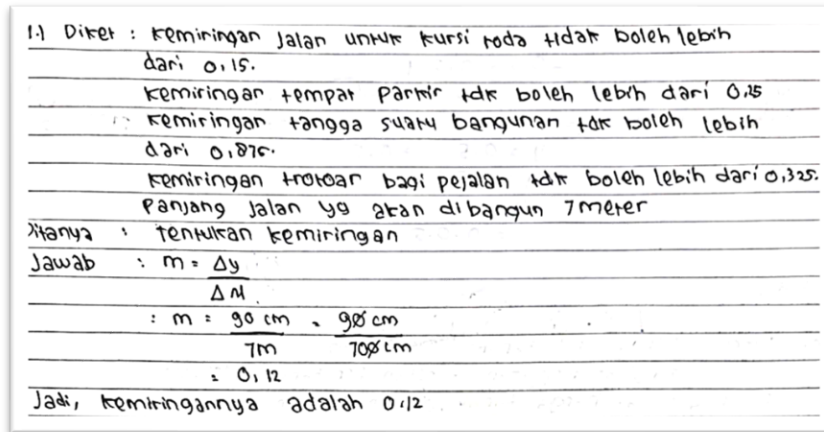 1.) Diket : kemiringan jalan untuk kursi roda tidak boleh lebih
dari 0,15.
kemiringan tempat parkir tdk boleh lebih dari 0,25
kemiringan tangga suatu bangunan tdk boleh lebih
dari 0,875.
kemiringan trotoar bagi pejalan tdk boleh lebih dari 0,325.
Panjang jalan yg akan dibangun 7 meter
Ditanya : tentukan kemiringan
Jawab : m = Δy
Δx
: m = 90 cm = 90 cm
7m 700 cm
= 0,12
Jadi, kemiringannya adalah 0,12